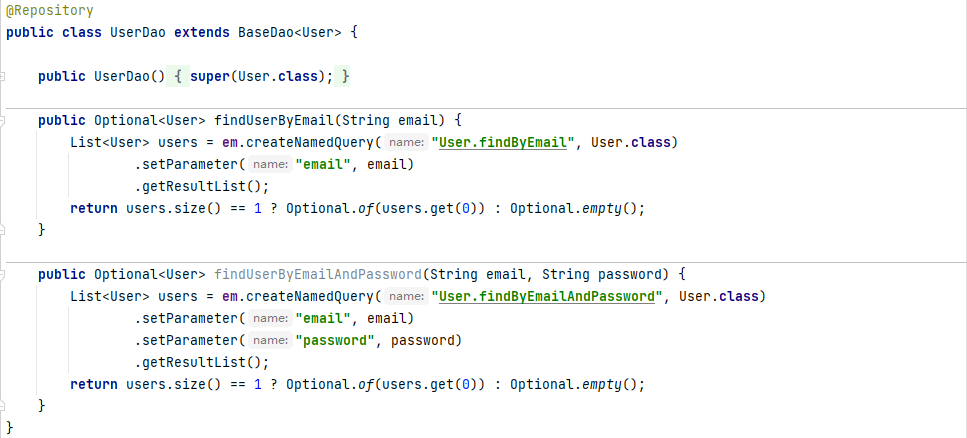 @Repository
public class UserDao extends BaseDao<User> {
public UserDao() { super(User.class); }
public Optional<User> findUserByEmail(String email) {
List<User> users = em.createNamedQuery( name: "User.findByEmail", User.class)
.setParameter( name: "email", email)
.getResultList();
return users.size() == 1 ? Optional.of(users.get(0)) : Optional.empty();
}
public Optional<User> findUserByEmailAndPassword(String email, String password) {
List<User> users = em.createNamedQuery( name: "User.findByEmailAndPassword", User.class)
.setParameter( name: "email", email)
.setParameter( name: "password", password)
.getResultList();
return users.size() == 1 ? Optional.of(users.get(0)) : Optional.empty();
}
}